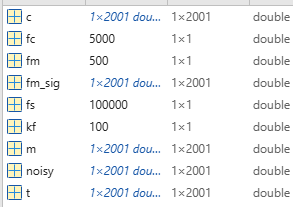 c 1×2001 dou... 1×2001 double
fc 5000 1×1 double
fm 500 1×1 double
fm_sig 1×2001 dou... 1×2001 double
fs 100000 1×1 double
kf 100 1×1 double
m 1×2001 dou... 1×2001 double
noisy 1×2001 dou... 1×2001 double
t 1×2001 dou... 1×2001 double